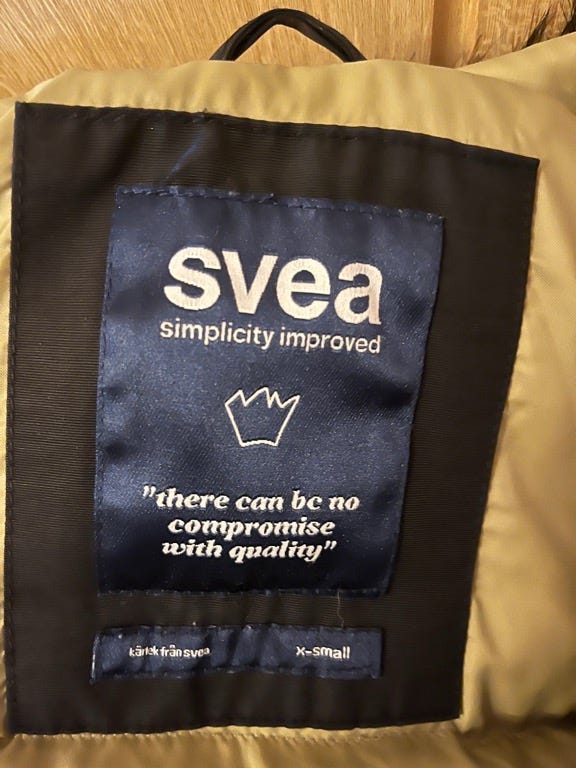 svea
simplicity improved
"there can be no
compromise
with quality"
kärlek från svea
x-small